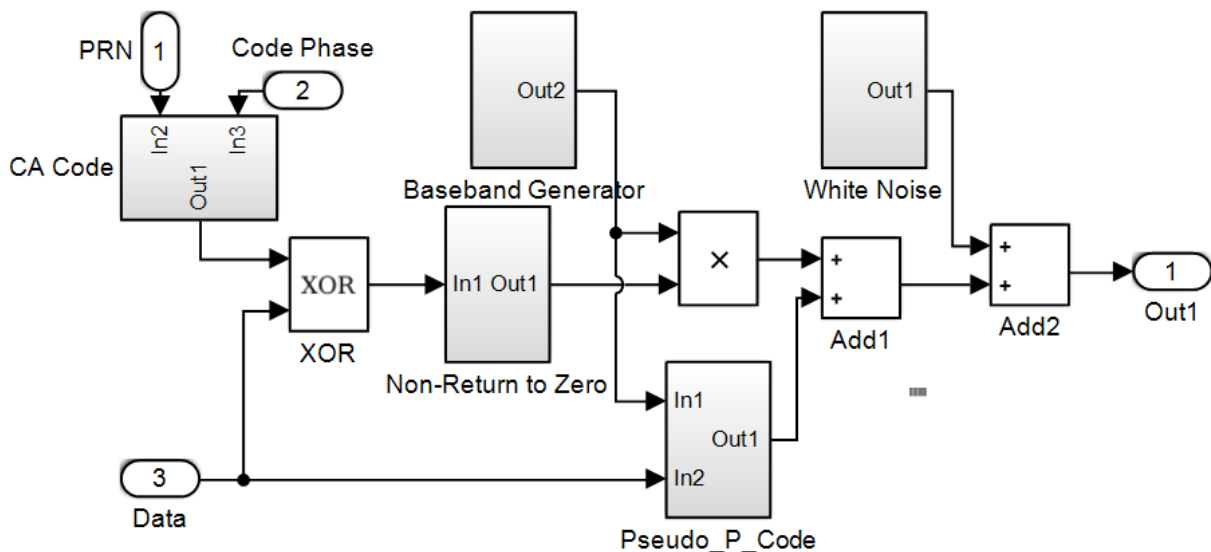 PRN
1
Code Phase
2
In2
In3
Out1
CA Code
Out2
Baseband Generator
Out1
White Noise
XOR
XOR
In1 Out1
Non-Return to Zero
×
+
+
Add1
+
+
Add2
1
Out1
In1
In2
Out1
Pseudo_P_Code
3
Data